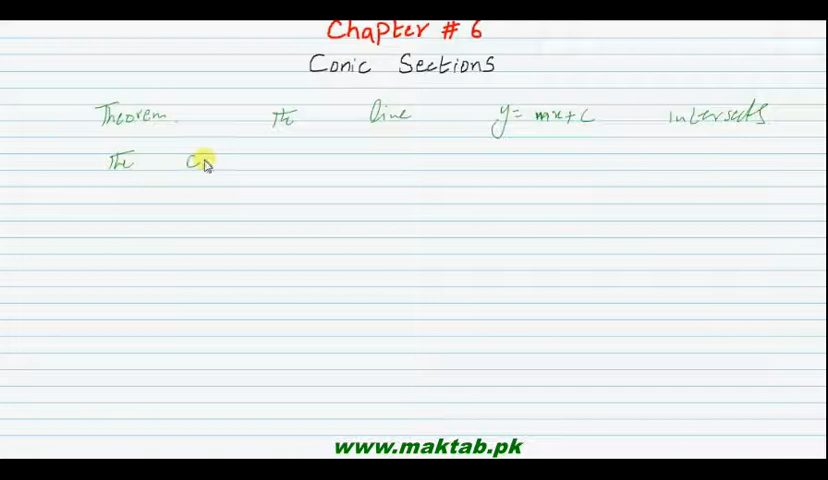 Chapter # 6
Conic Sections
Theorem. The line y = mx + c intersects
The c
www.maktab.pk